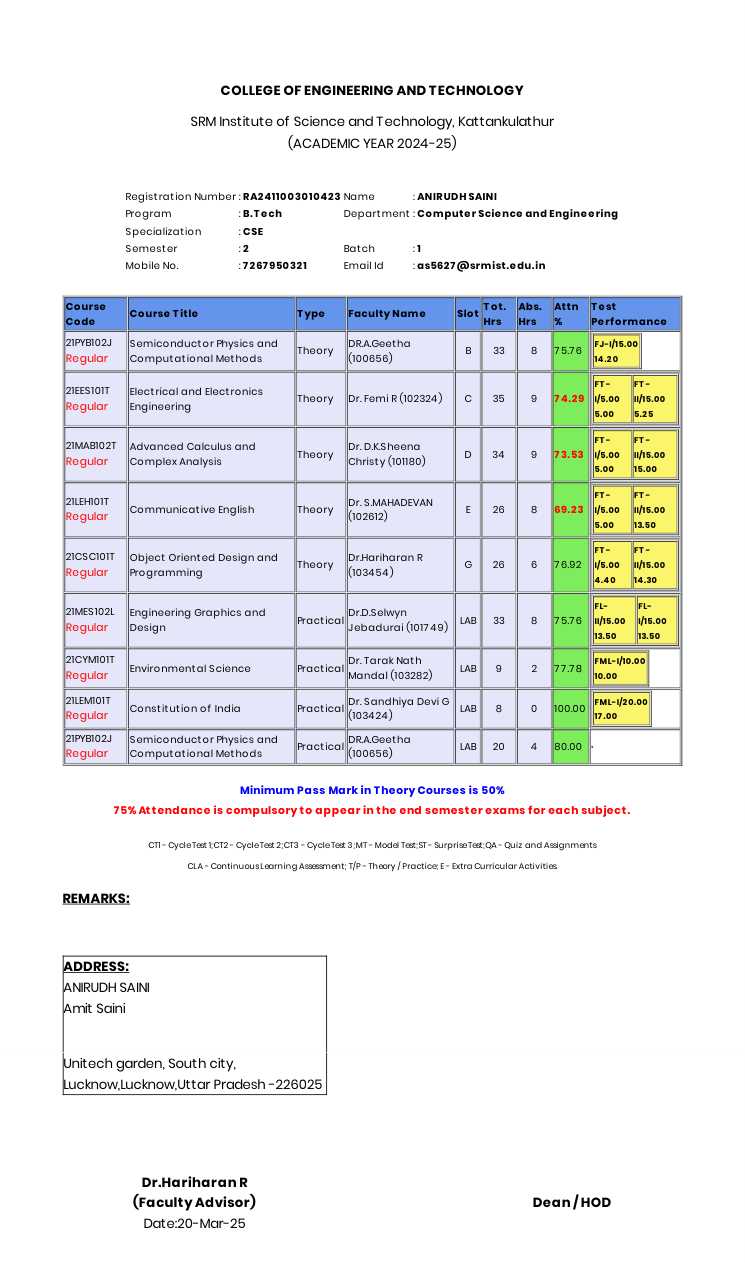 COLLEGE OF ENGINEERING AND TECHNOLOGY
SRM Institute of Science and Technology, Kattankulathur
(ACADEMIC YEAR 2024-25)
Registration Number : RA2411003010423 Name : ANIRUDH SAINI
Program : B.Tech Department : Computer Science and Engineering
Specialization : CSE
Semester : 2 Batch : 1
Mobile No. : 7267950321 Email Id : as5627@srmist.edu.in
Course Code Course Title Type Faculty Name Slot Tot. Hrs Abs. Hrs Attn % Test Performance
21PYB102J Regular Semiconductor Physics and Computational Methods Theory DR.A.Geetha (100656) B 33 8 75.76 FJ-I/15.00 14.20
21EES101T Regular Electrical and Electronics Engineering Theory Dr. Femi R (102324) C 35 9 74.29 FT-I/5.00 5.00 FT-II/15.00 5.25
21MAB102T Regular Advanced Calculus and Complex Analysis Theory Dr. D.K.Sheena Christy (101180) D 34 9 73.53 FT-I/5.00 5.00 FT-II/15.00 15.00
21LEH101T Regular Communicative English Theory Dr. S.MAHADEVAN (102612) E 26 8 69.23 FT-I/5.00 5.00 FT-II/15.00 13.50
21CSC101T Regular Object Oriented Design and Programming Theory Dr.Hariharan R (103454) G 26 6 76.92 FT-I/5.00 4.40 FT-II/15.00 14.30
21MES102L Regular Engineering Graphics and Design Practical Dr.D.Selwyn Jebadurai (101749) LAB 33 8 75.76 FL-II/15.00 13.50 FL-I/15.00 13.50
21CYM101T Regular Environmental Science Practical Dr. Tarak Nath Mandal (103282) LAB 9 2 77.78 FML-I/10.00 10.00
21LEM101T Regular Constitution of India Practical Dr. Sandhiya Devi G (103424) LAB 8 0 100.00 FML-I/20.00 17.00
21PYB102J Regular Semiconductor Physics and Computational Methods Practical DR.A.Geetha (100656) LAB 20 4 80.00 -
Minimum Pass Mark in Theory Courses is 50%
75% Attendance is compulsory to appear in the end semester exams for each subject.
CT1 - Cycle Test 1;CT2 - Cycle Test 2;CT3 - Cycle Test 3;MT - Model Test;ST - Surprise Test;QA - Quiz and Assignments
CLA - Continuous Learning Assessment; T/P - Theory / Practice; E - Extra Curricular Activities.
REMARKS:
ADDRESS:
ANIRUDH SAINI
Amit Saini
Unitech garden, South city,
Lucknow,Lucknow,Uttar Pradesh -226025
Dr.Hariharan R
(Faculty Advisor) Dean / HOD
Date:20-Mar-25